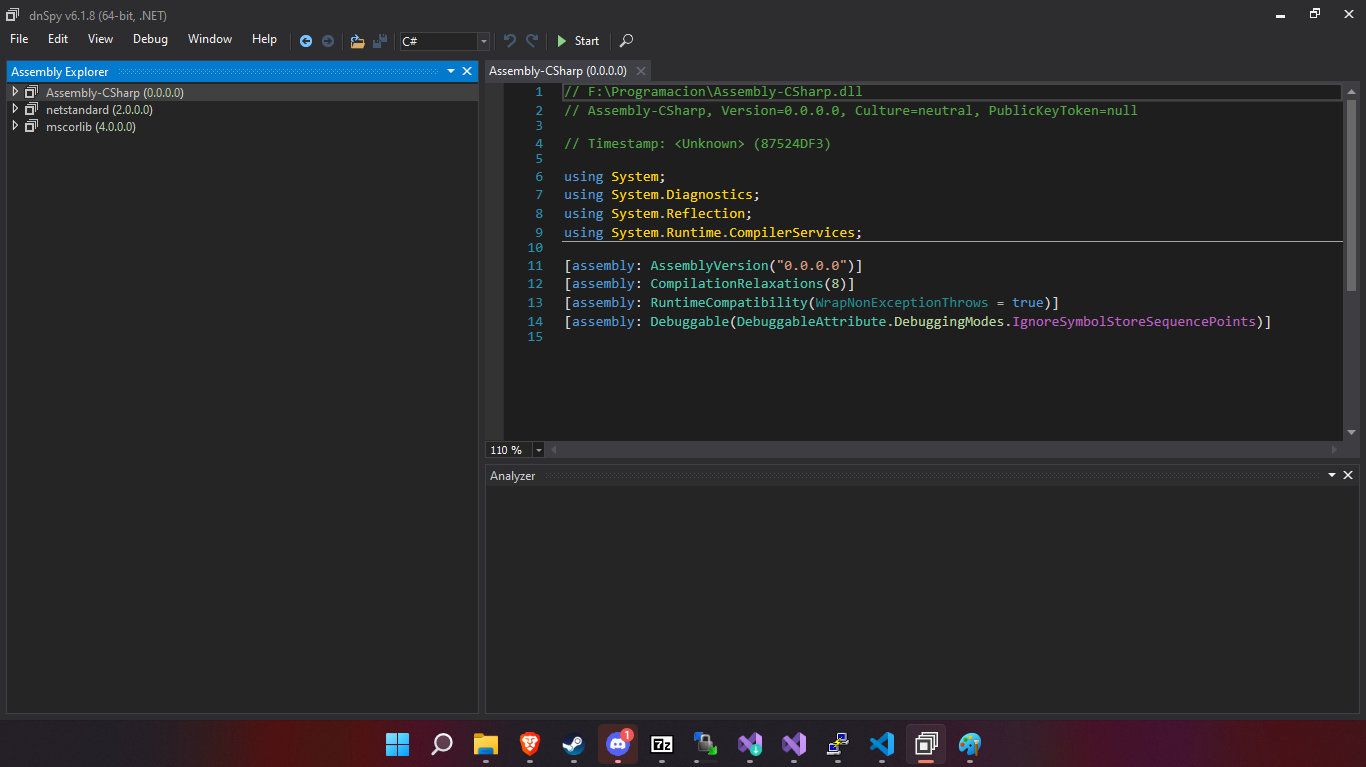 dnSpy v6.1.8 (64-bit, .NET)
File Edit View Debug Window Help C# Start
Assembly Explorer
Assembly-CSharp (0.0.0.0)
netstandard (2.0.0.0)
mscorlib (4.0.0.0)
Assembly-CSharp (0.0.0.0)
1 // F:\Programacion\Assembly-CSharp.dll
2 // Assembly-CSharp, Version=0.0.0.0, Culture=neutral, PublicKeyToken=null
3
4 // Timestamp: <Unknown> (87524DF3)
5
6 using System;
7 using System.Diagnostics;
8 using System.Reflection;
9 using System.Runtime.CompilerServices;
10
11 [assembly: AssemblyVersion("0.0.0.0")]
12 [assembly: CompilationRelaxations(8)]
13 [assembly: RuntimeCompatibility(WrapNonExceptionThrows = true)]
14 [assembly: Debuggable(DebuggableAttribute.DebuggingModes.IgnoreSymbolStoreSequencePoints)]
15
110 %
Analyzer
1
7z